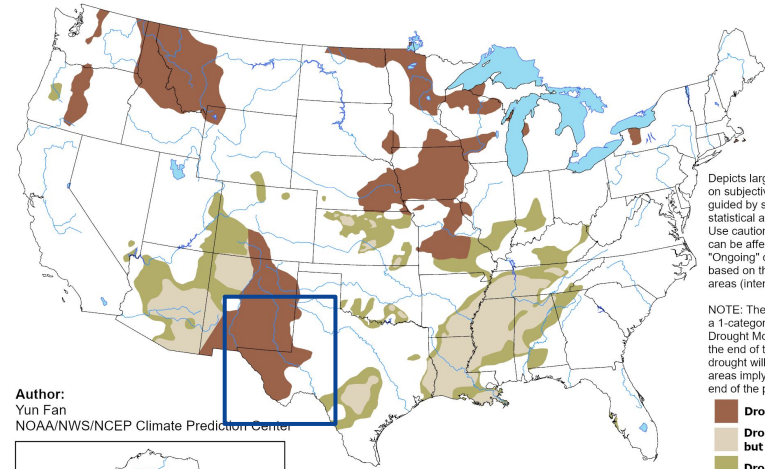 Depicts larg
on subjectiv
guided by s
statistical a
Use caution
can be affe
"Ongoing" d
based on th
areas (inter
NOTE: The
a 1-categor
Drought Mo
the end of t
drought will
areas imply
end of the p
Author:
Yun Fan
NOAA/NWS/NCEP Climate Prediction Center
Dro
Dro
but
Dro